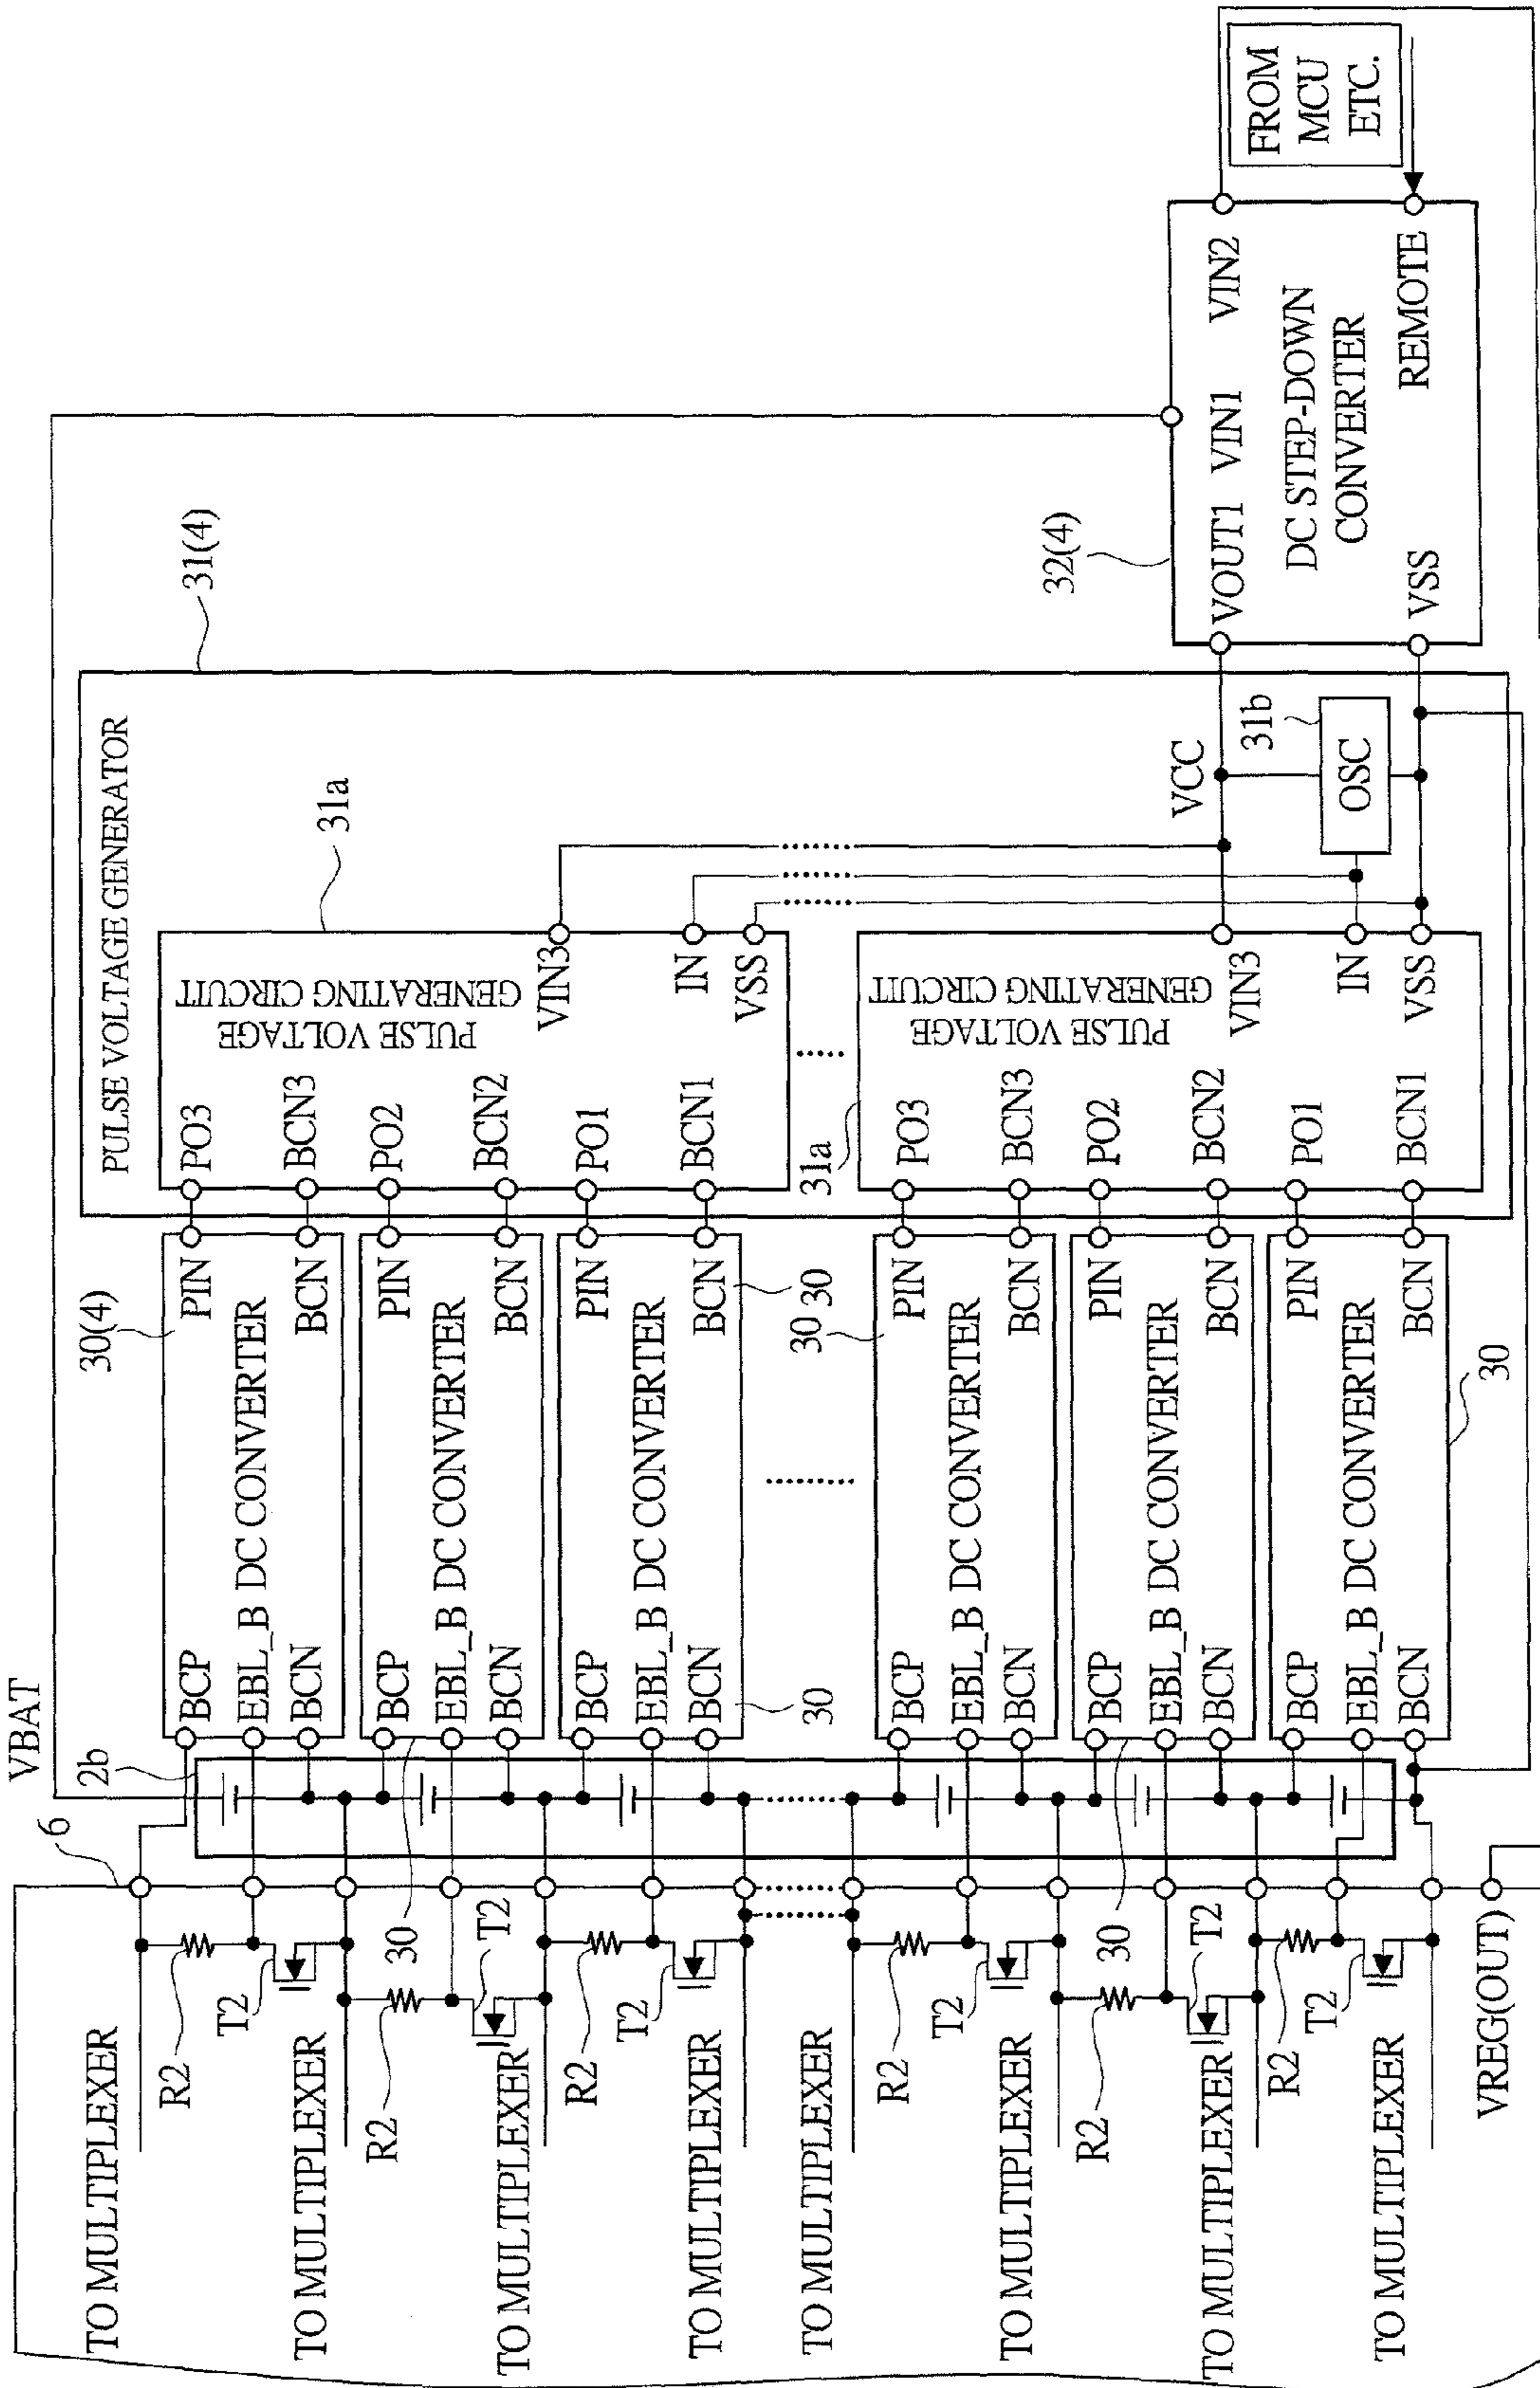 VBAT
6
2b
TO MULTIPLEXER
R2
T2
TO MULTIPLEXER
R2
T2
TO MULTIPLEXER
R2
T2
TO MULTIPLEXER
TO MULTIPLEXER
R2
T2
TO MULTIPLEXER
R2
T2
TO MULTIPLEXER
R2
T2
TO MULTIPLEXER
VREG(OUT)
30(4)
BCP
EBL_B DC CONVERTER
BCN
PIN
BCN
30
BCP
EBL_B DC CONVERTER
BCN
PIN
BCN
BCP
EBL_B DC CONVERTER
BCN
PIN
BCN
30
30
30
30
BCP
EBL_B DC CONVERTER
BCN
PIN
BCN
30
BCP
EBL_B DC CONVERTER
BCN
PIN
BCN
BCP
EBL_B DC CONVERTER
BCN
PIN
BCN
30
PULSE VOLTAGE GENERATOR
31(4)
31a
PO3
BCN3
PO2
BCN2
PO1
BCN1
PULSE VOLTAGE
GENERATING CIRCUIT
VIN3
IN
VSS
31a
PO3
BCN3
PO2
BCN2
PO1
BCN1
PULSE VOLTAGE
GENERATING CIRCUIT
VIN3
IN
VSS
VCC
31b
OSC
32(4)
VOUT1
VIN1
VIN2
DC STEP-DOWN
CONVERTER
VSS
REMOTE
FROM
MCU
ETC.